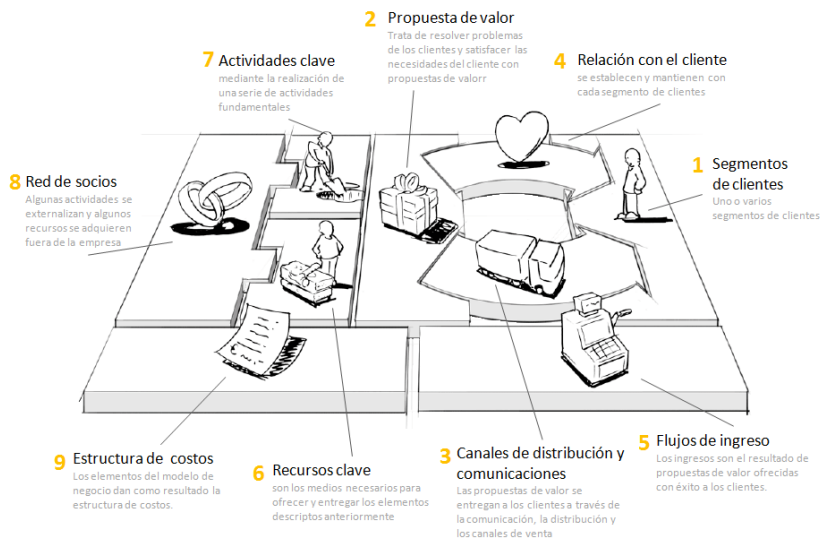 2 Propuesta de valor
Trata de resolver problemas
de los clientes y satisfacer las
necesidades del cliente con
propuestas de valorr
7 Actividades clave
mediante la realización de
una serie de actividades
fundamentales
4 Relación con el cliente
se establecen y mantienen con
cada segmento de clientes
1 Segmentos
de clientes
Uno o varios
segmentos de clientes
8 Red de socios
Algunas actividades se
externalizan y algunos
recursos se adquieren
fuera de la empresa
9 Estructura de costos
Los elementos del modelo de
negocio dan como resultado la
estructura de costos.
6 Recursos clave
son los medios necesarios para
ofrecer y entregar los elementos
descriptos anteriormente
3 Canales de distribución y
comunicaciones
Las propuestas de valor se
entregan a los clientes a través de
la comunicación, la distribución y
los canales de venta
5 Flujos de ingreso
Los ingresos son el resultado de
propuestas de valor ofrecidas
con éxito a los clientes.